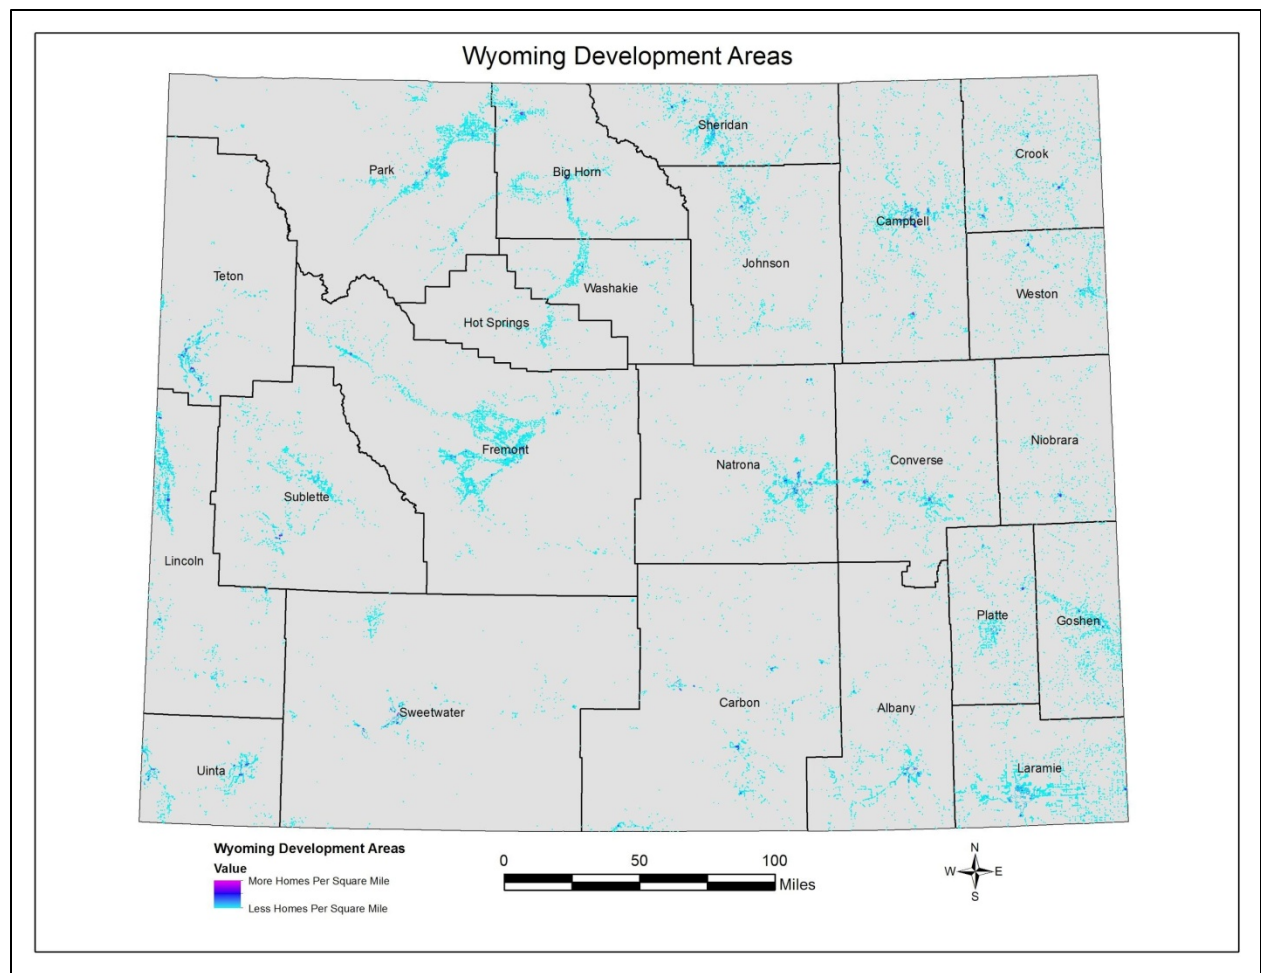 Wyoming Development Areas
Sheridan
Crook
Park
Big Horn
Campbell
Johnson
Teton
Washakie
Weston
Hot Springs
Niobrara
Fremont
Natrona
Converse
Sublette
Lincoln
Platte
Goshen
Carbon
Albany
Sweetwater
Uinta
Laramie
Wyoming Development Areas
Value
More Homes Per Square Mile
Less Homes Per Square Mile
0 50 100
Miles
N
W E
S